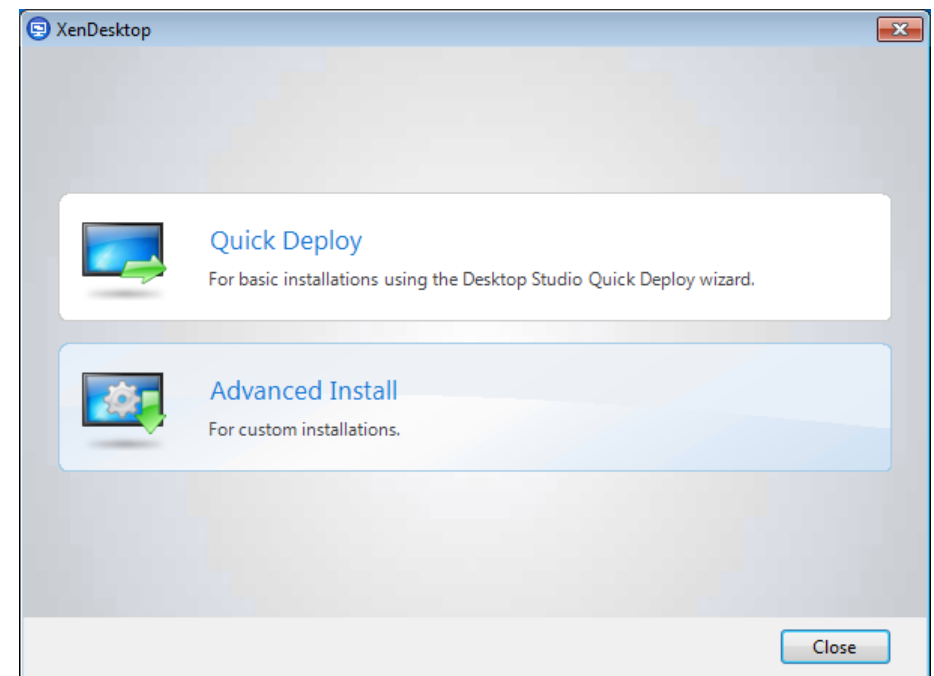 XenDesktop
Quick Deploy
For basic installations using the Desktop Studio Quick Deploy wizard.
Advanced Install
For custom installations.
Close